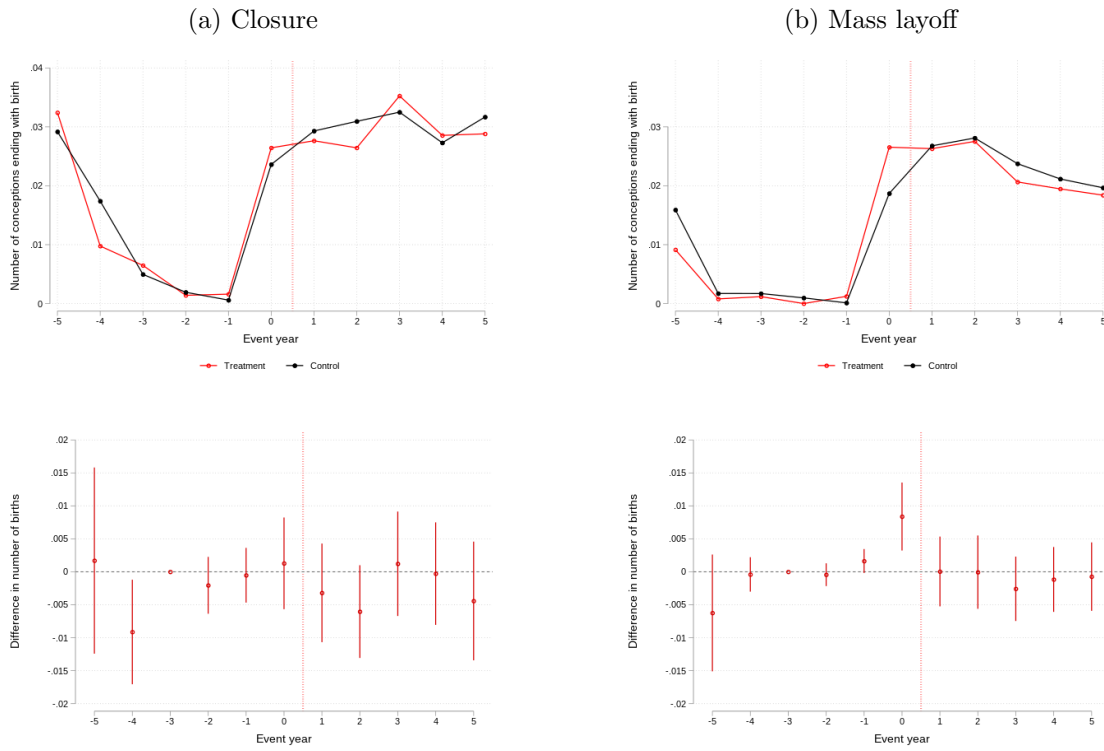 (a) Closure
(b) Mass layoff
Number of conceptions ending with birth
.04
.03
.02
.01
0
-5 -4 -3 -2 -1 0 1 2 3 4 5
Event year
Treatment Control
Number of conceptions ending with birth
.03
.02
.01
0
-5 -4 -3 -2 -1 0 1 2 3 4 5
Event year
Treatment Control
Difference in number of births
.02
.015
.01
.005
0
-.005
-.01
-.015
-.02
-5 -4 -3 -2 -1 0 1 2 3 4 5
Event year
Difference in number of births
.02
.015
.01
.005
0
-.005
-.01
-.015
-.02
-5 -4 -3 -2 -1 0 1 2 3 4 5
Event year